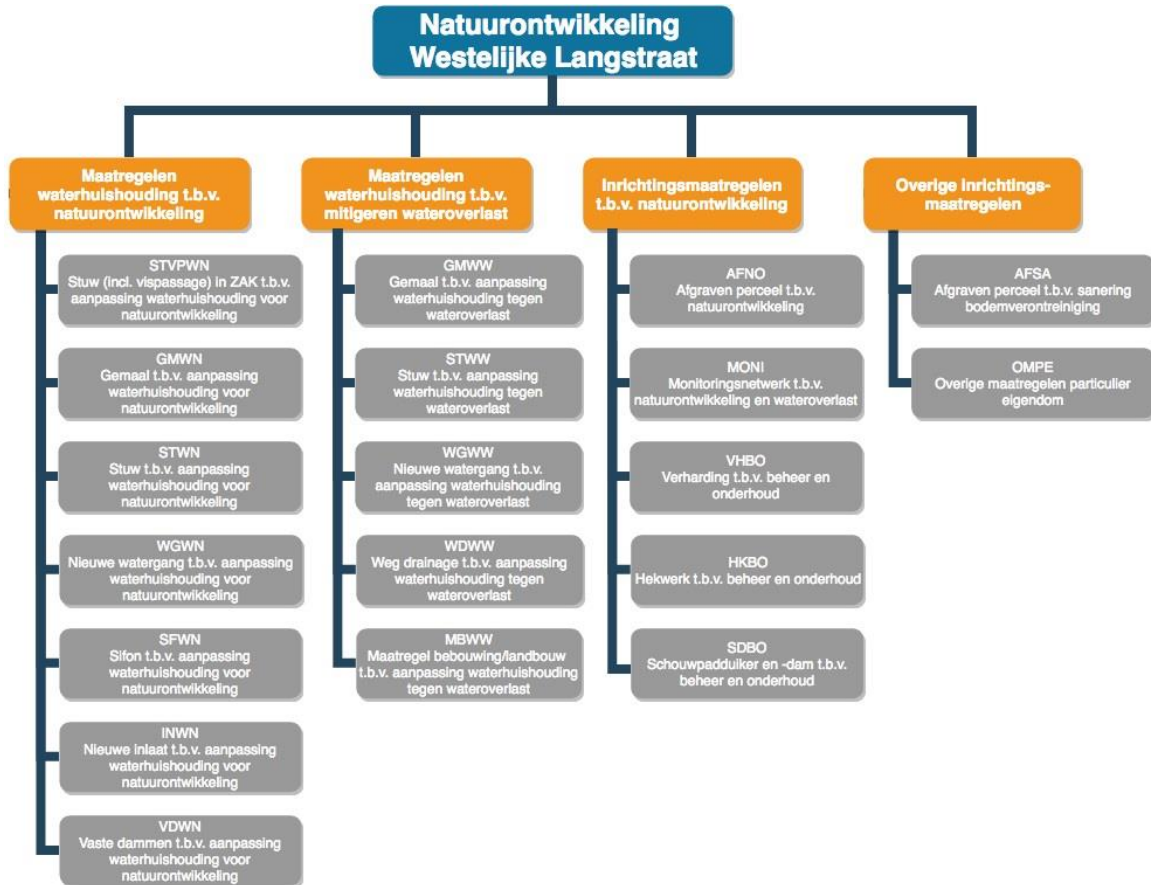 Natuurontwikkeling
Westelijke Langstraat
Maatregelen
waterhuishouding t.b.v.
natuurontwikkeling
STVPWN
Stuw (incl. vispassage) in ZAK t.b.v.
aanpassing waterhuishouding voor
natuurontwikkeling
GMWN
Gemaal t.b.v. aanpassing
waterhuishouding voor
natuurontwikkeling
STWN
Stuw t.b.v. aanpassing
waterhuishouding voor
natuurontwikkeling
WGWN
Nieuwe watergang t.b.v. aanpassing
waterhuishouding voor
natuurontwikkeling
SFWN
Sifon t.b.v. aanpassing
waterhuishouding voor
natuurontwikkeling
INWN
Nieuwe inlaat t.b.v. aanpassing
waterhuishouding voor
natuurontwikkeling
VDWN
Vaste dammen t.b.v. aanpassing
waterhuishouding voor
natuurontwikkeling
Maatregelen
waterhuishouding t.b.v.
mitigeren wateroverlast
GMWW
Gemaal t.b.v. aanpassing
waterhuishouding tegen
wateroverlast
STWW
Stuw t.b.v. aanpassing
waterhuishouding tegen
wateroverlast
WGWW
Nieuwe watergang t.b.v.
aanpassing waterhuishouding
tegen wateroverlast
WDWW
Weg drainage t.b.v. aanpassing
waterhuishouding tegen
wateroverlast
MBWW
Maatregel bebouwing/landbouw
t.b.v. aanpassing waterhuishouding
tegen wateroverlast
Inrichtingsmaatregelen
t.b.v. natuurontwikkeling
AFNO
Afgraven perceel t.b.v.
natuurontwikkeling
MONI
Monitoringsnetwerk t.b.v.
natuurontwikkeling en wateroverlast
VHBO
Verharding t.b.v. beheer en
onderhoud
HKBO
Hekwerk t.b.v. beheer en onderhoud
SDBO
Schouwpadduiker en -dam t.b.v.
beheer en onderhoud
Overige inrichtings-
maatregelen
AFSA
Afgraven perceel t.b.v. sanering
bodemverontreiniging
OMPE
Overige maatregelen particulier
eigendom